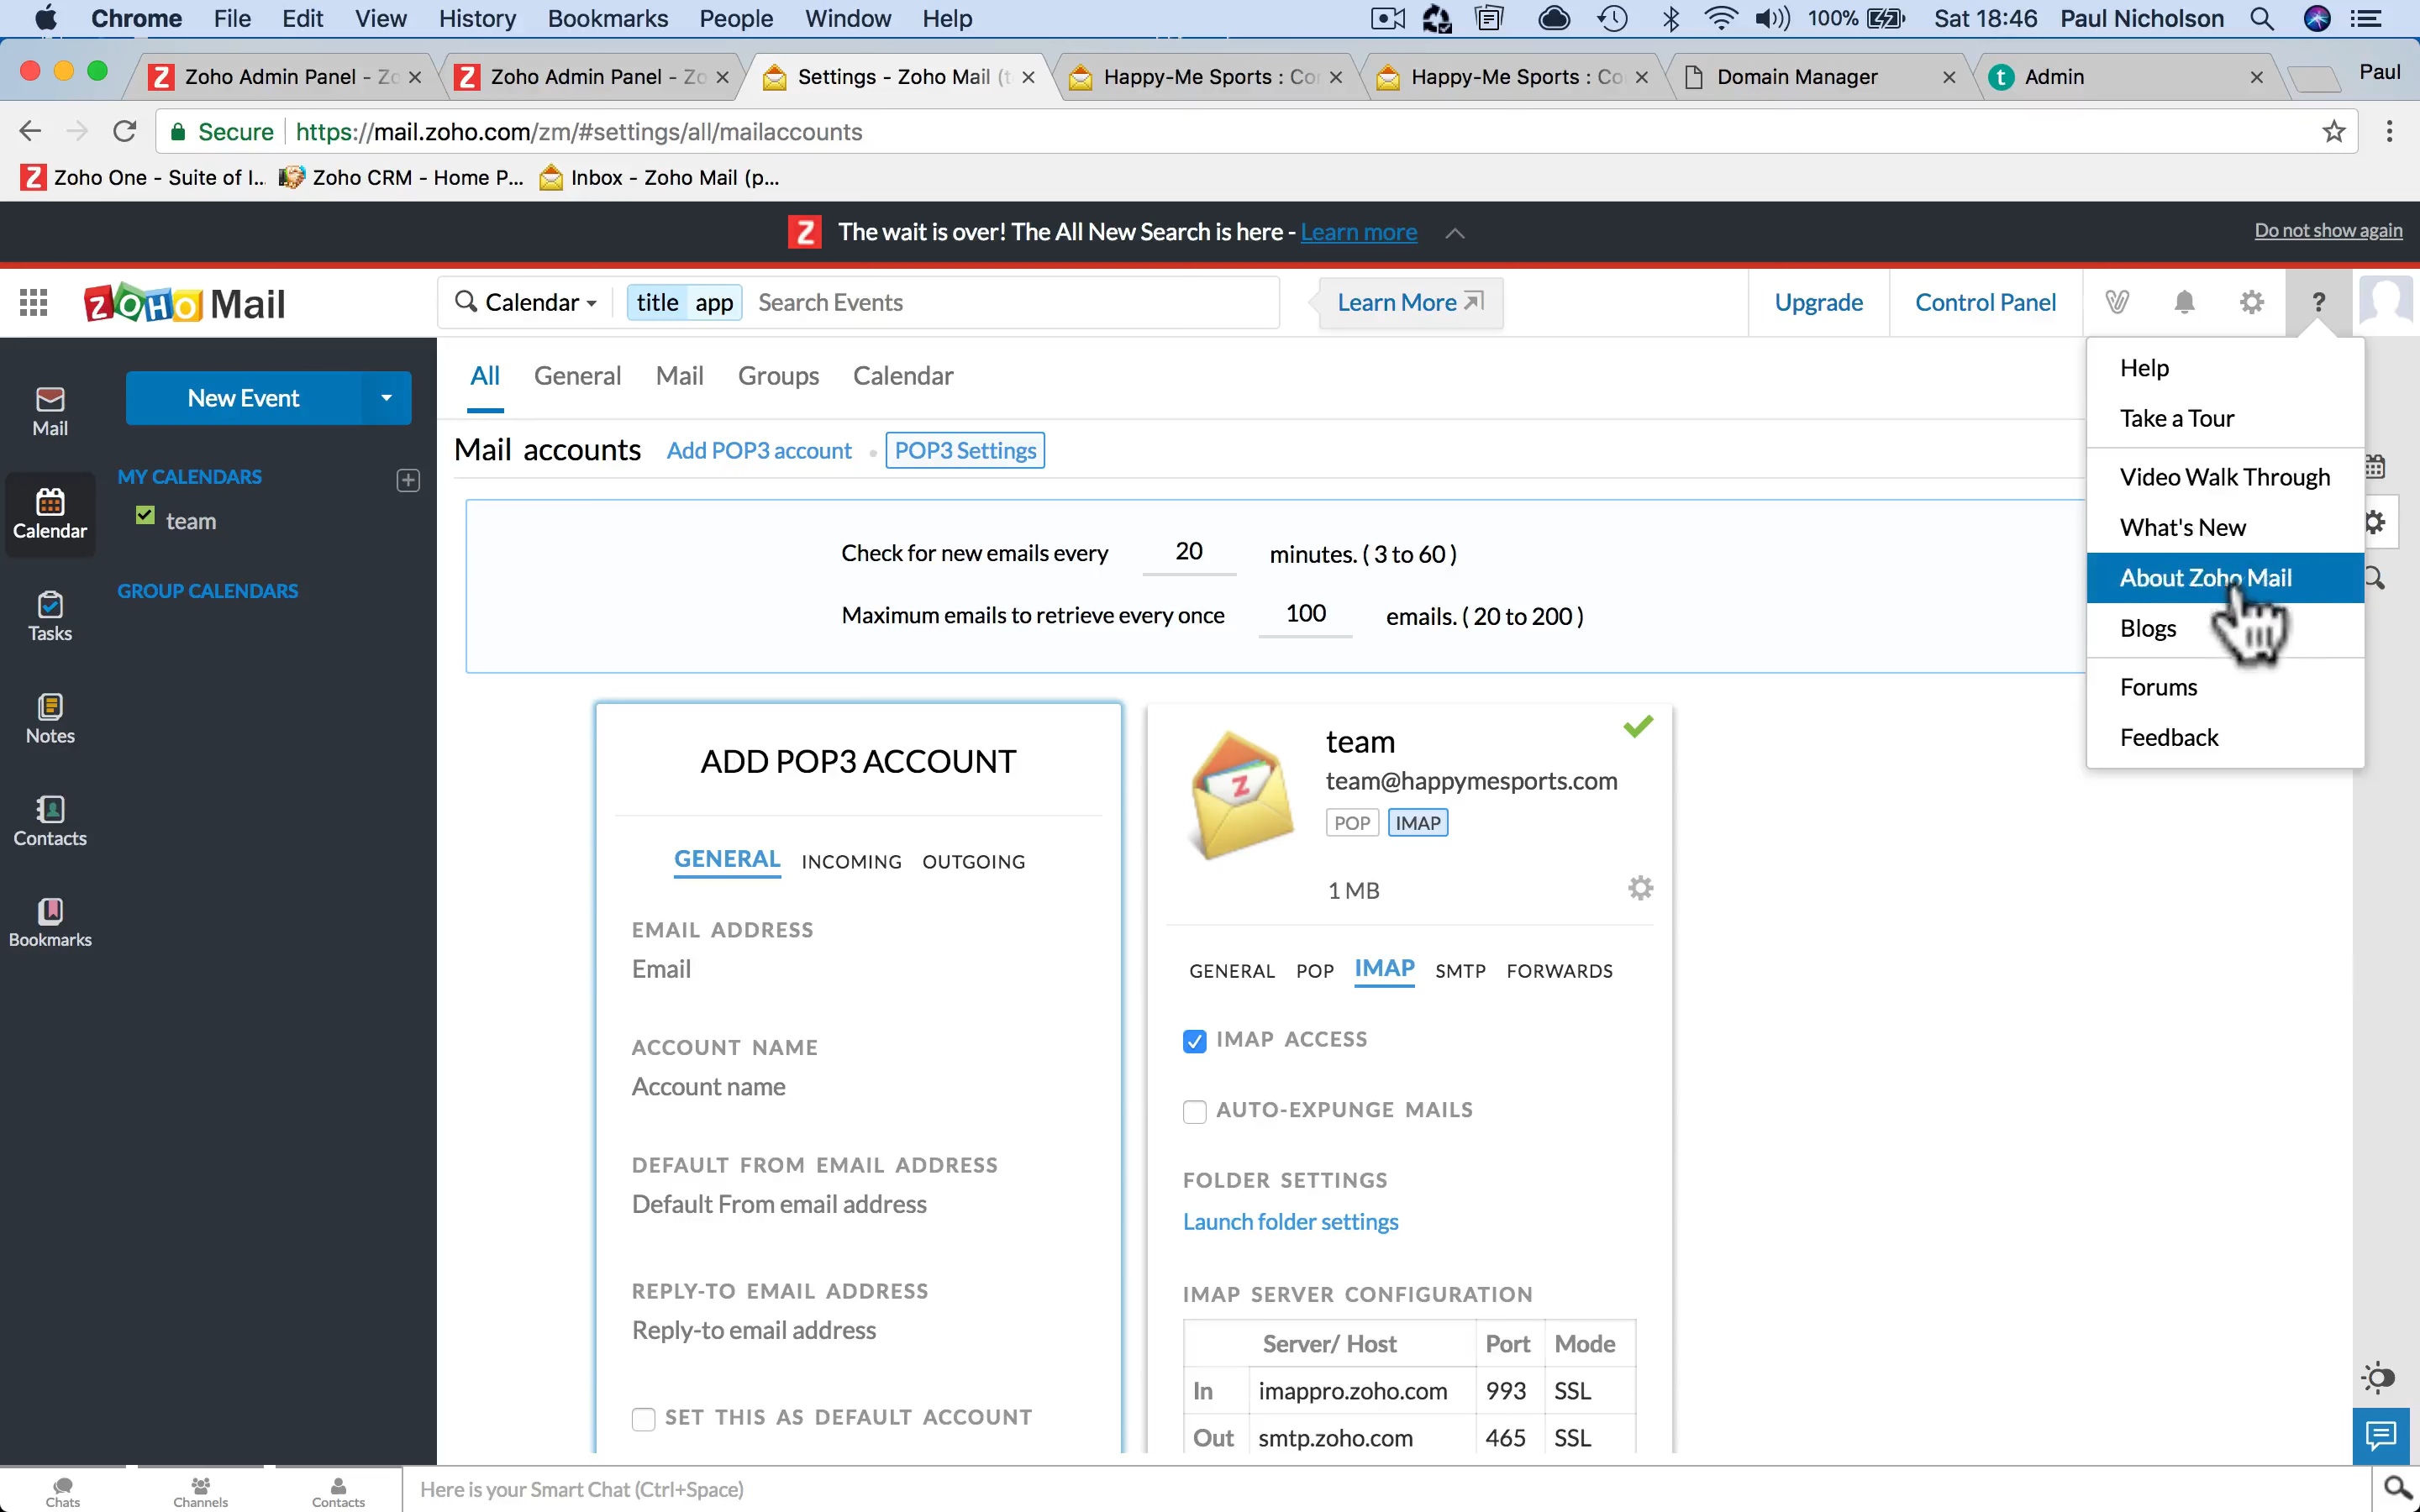 Chrome File Edit View History Bookmarks People Window Help 100% Sat 18:46 Paul Nicholson
Zoho Admin Panel - Zo Zoho Admin Panel - Zo Settings - Zoho Mail (t Happy-Me Sports : Co Happy-Me Sports : Co Domain Manager Admin Paul
Secure https://mail.zoho.com/zm/#settings/all/mailaccounts
Zoho One - Suite of I... Zoho CRM - Home P... Inbox - Zoho Mail (p...
The wait is over! The All New Search is here - Learn more Do not show again
ZOHO Mail Calendar title app Search Events Learn More Upgrade Control Panel ?
Mail
Calendar
Tasks
Notes
Contacts
Bookmarks
New Event
MY CALENDARS
team
GROUP CALENDARS
All General Mail Groups Calendar
Mail accounts Add POP3 account POP3 Settings
Check for new emails every 20 minutes. ( 3 to 60 )
Maximum emails to retrieve every once 100 emails. ( 20 to 200 )
ADD POP3 ACCOUNT
GENERAL INCOMING OUTGOING
EMAIL ADDRESS
Email
ACCOUNT NAME
Account name
DEFAULT FROM EMAIL ADDRESS
Default From email address
REPLY-TO EMAIL ADDRESS
Reply-to email address
SET THIS AS DEFAULT ACCOUNT
team
team@happymesports.com
POP IMAP
1 MB
GENERAL POP IMAP SMTP FORWARDS
IMAP ACCESS
AUTO-EXPUNGE MAILS
FOLDER SETTINGS
Launch folder settings
IMAP SERVER CONFIGURATION
Server/ Host Port Mode
In imappro.zoho.com 993 SSL
Out smtp.zoho.com 465 SSL
Help
Take a Tour
Video Walk Through
What's New
About Zoho Mail
Blogs
Forums
Feedback
Chats Channels Contacts Here is your Smart Chat (Ctrl+Space)